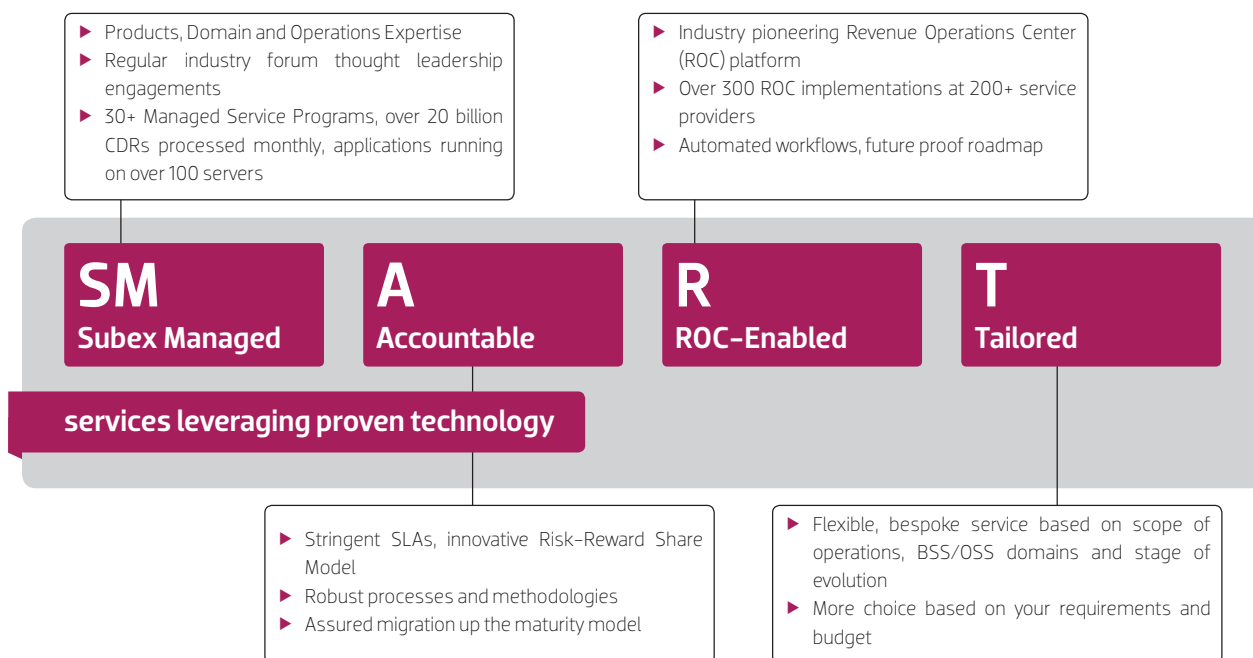 ▶ Products, Domain and Operations Expertise
▶ Regular industry forum thought leadership
engagements
▶ 30+ Managed Service Programs, over 20 billion
CDRs processed monthly, applications running
on over 100 servers
▶ Industry pioneering Revenue Operations Center
(ROC) platform
▶ Over 300 ROC implementations at 200+ service
providers
▶ Automated workflows, future proof roadmap
SM
Subex Managed
A
Accountable
R
ROC-Enabled
T
Tailored
services leveraging proven technology
▶ Stringent SLAs, innovative Risk-Reward Share
Model
▶ Robust processes and methodologies
▶ Assured migration up the maturity model
▶ Flexible, bespoke service based on scope of
operations, BSS/OSS domains and stage of
evolution
▶ More choice based on your requirements and
budget